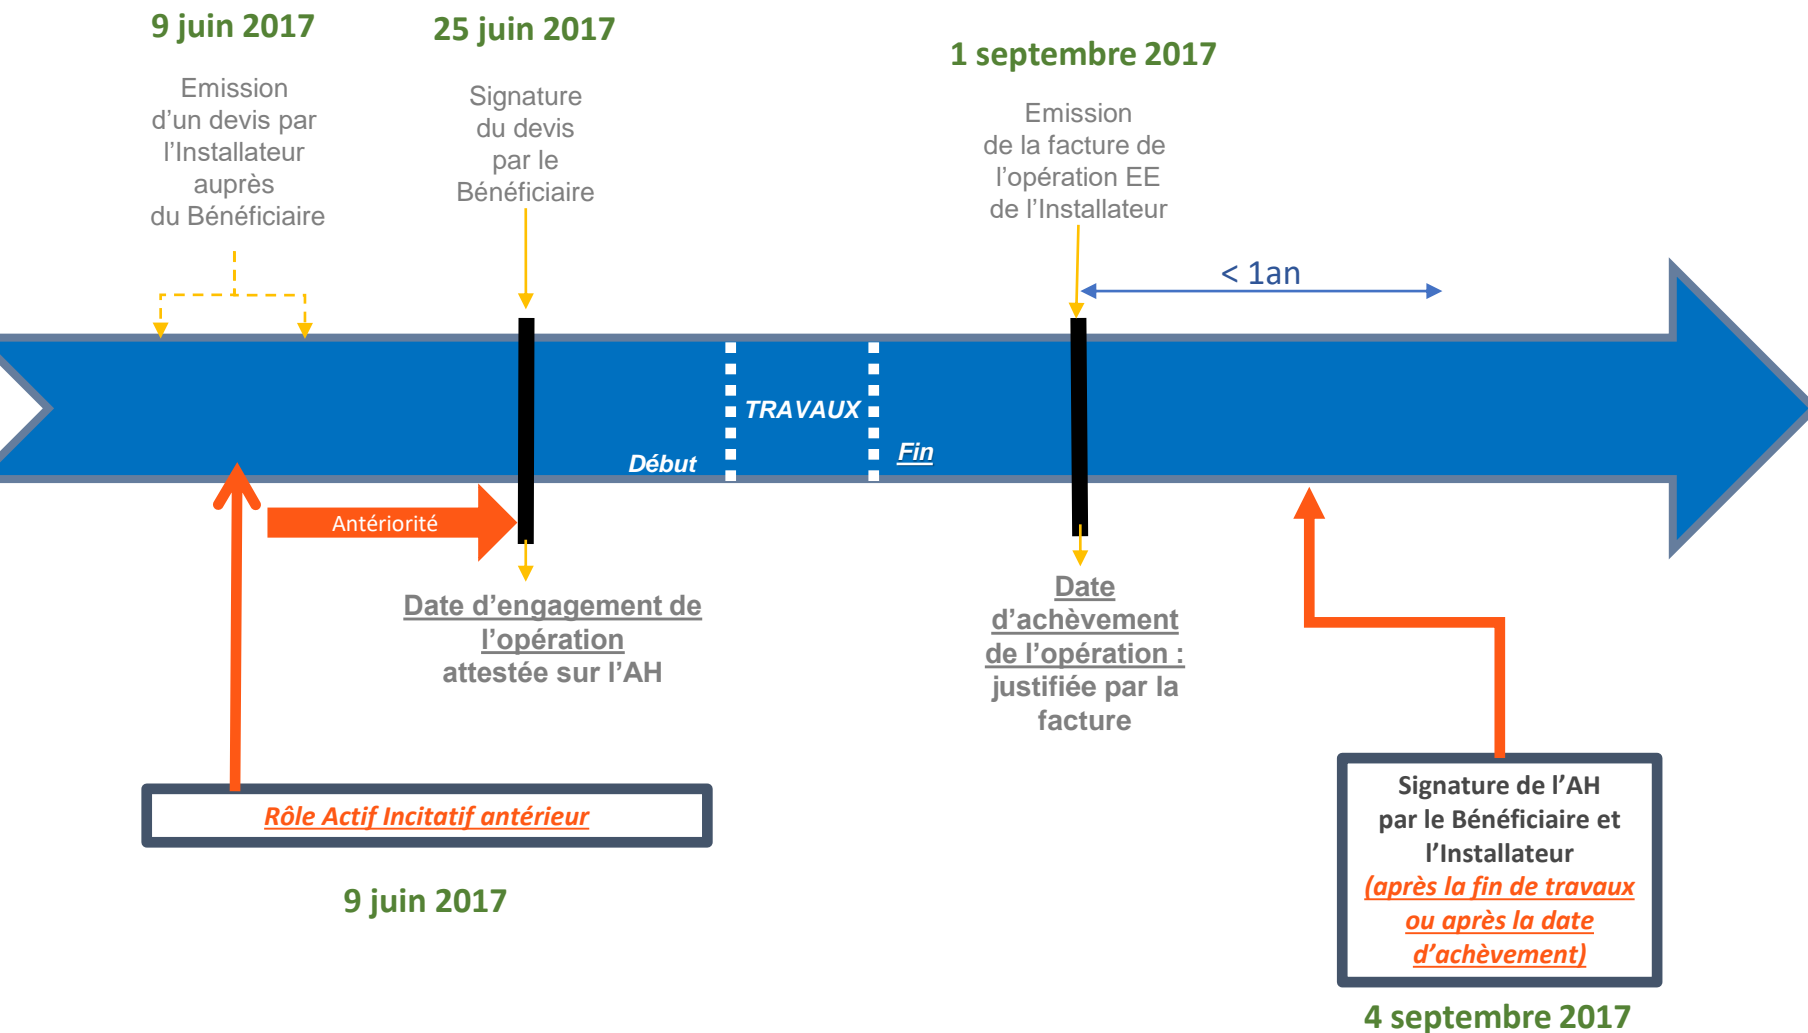 9 juin 2017
Emission
d’un devis par
l’Installateur
auprès
du Bénéficiaire
25 juin 2017
Signature
du devis
par le
Bénéficiaire
1 septembre 2017
Emission
de la facture de
l’opération EE
de l’Installateur
< 1an
TRAVAUX
Début
Fin
Antériorité
Date d’engagement de
l’opération
attestée sur l’AH
Date
d’achèvement
de l’opération :
justifiée par la
facture
Rôle Actif Incitatif antérieur
9 juin 2017
Signature de l’AH
par le Bénéficiaire et
l’Installateur
(après la fin de travaux
ou après la date
d’achèvement)
4 septembre 2017